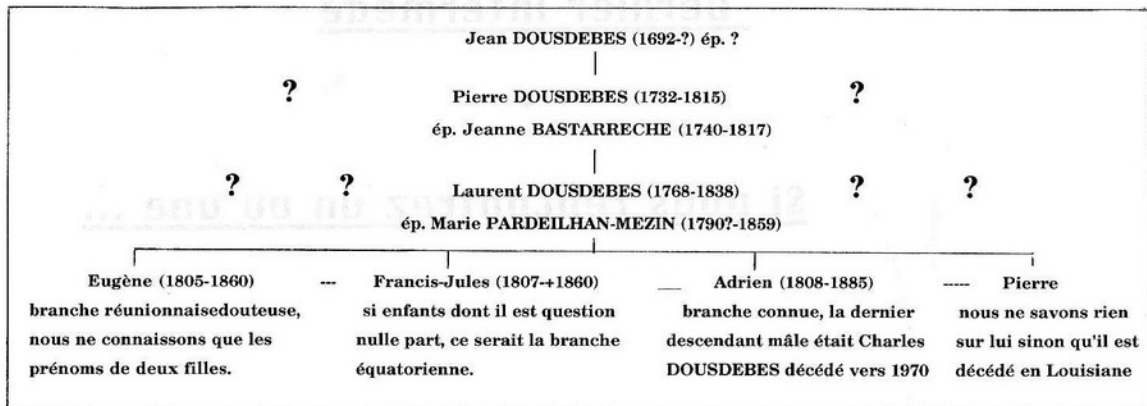 Jean DOUSDEBES (1692-?) ép. ?
? Pierre DOUSDEBES (1732-1815) ?
ép. Jeanne BASTARRECHE (1740-1817)
? ? Laurent DOUSDEBES (1768-1838) ? ?
ép. Marie PARDEILHAN-MEZIN (1790?-1859)
Eugène (1805-1860) --- Francis-Jules (1807-+1860) __ Adrien (1808-1885) ----- Pierre
branche réunnionaisedouteuse, si enfants dont il est question branche connue, la dernier nous ne savons rien
nous ne connaissons que les nulle part, ce serait la branche descendant mâle était Charles sur lui sinon qu'il est
prénoms de deux filles. équatorienne. DOUSDEBES décédé vers 1970 décédé en Louisiane